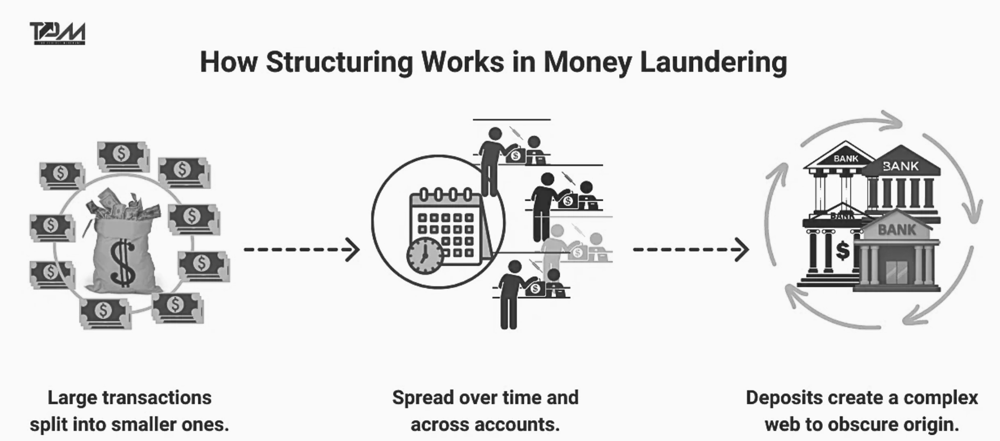 TPM
How Structuring Works in Money Laundering
$
$
$
$
$
$
$
$
$
$
$
$
$
$
BANK
BANK
BANK
BANK
$
Large transactions
split into smaller ones.
Spread over time and
across accounts.
Deposits create a complex
web to obscure origin.